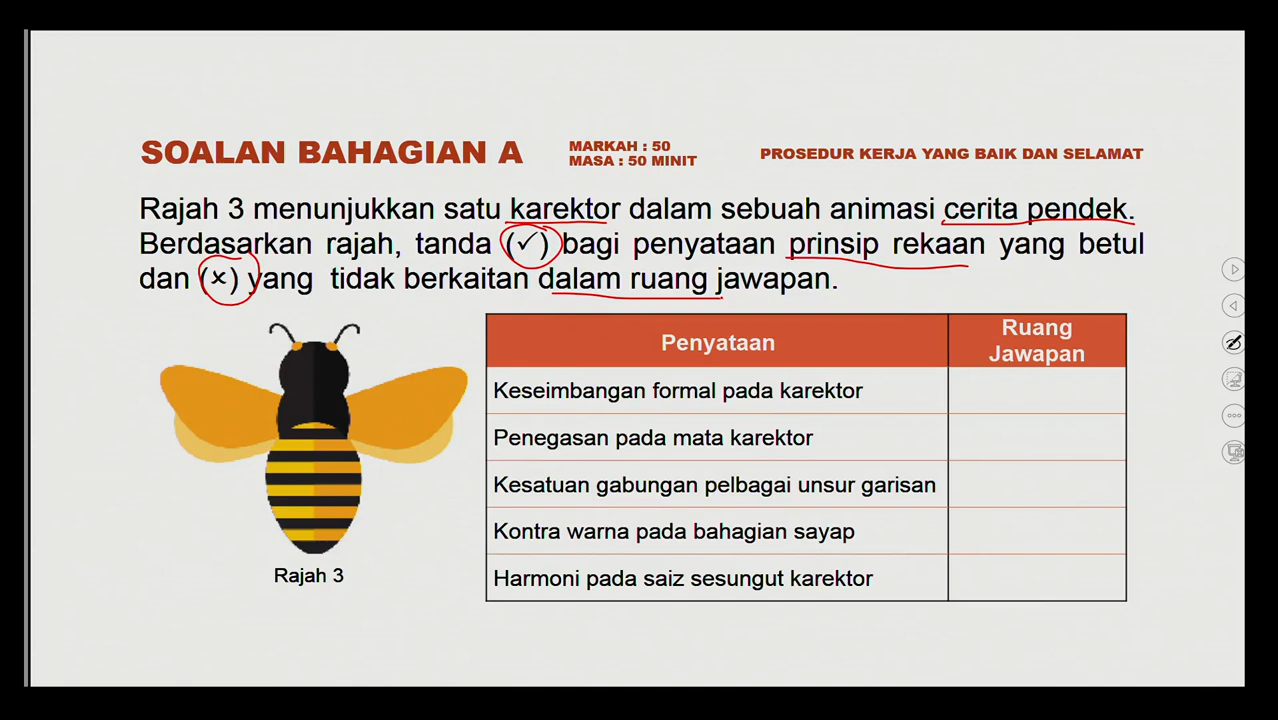 SOALAN BAHAGIAN A
MARKAH : 50
MASA : 50 MINIT
PROSEDUR KERJA YANG BAIK DAN SELAMAT
Rajah 3 menunjukkan satu karektor dalam sebuah animasi cerita pendek.
Berdasarkan rajah, tanda (✓) bagi penyataan prinsip rekaan yang betul
dan (×) yang tidak berkaitan dalam ruang jawapan.
Rajah 3
Penyataan
Ruang
Jawapan
Keseimbangan formal pada karektor
Penegasan pada mata karektor
Kesatuan gabungan pelbagai unsur garisan
Kontra warna pada bahagian sayap
Harmoni pada saiz sesungut karektor